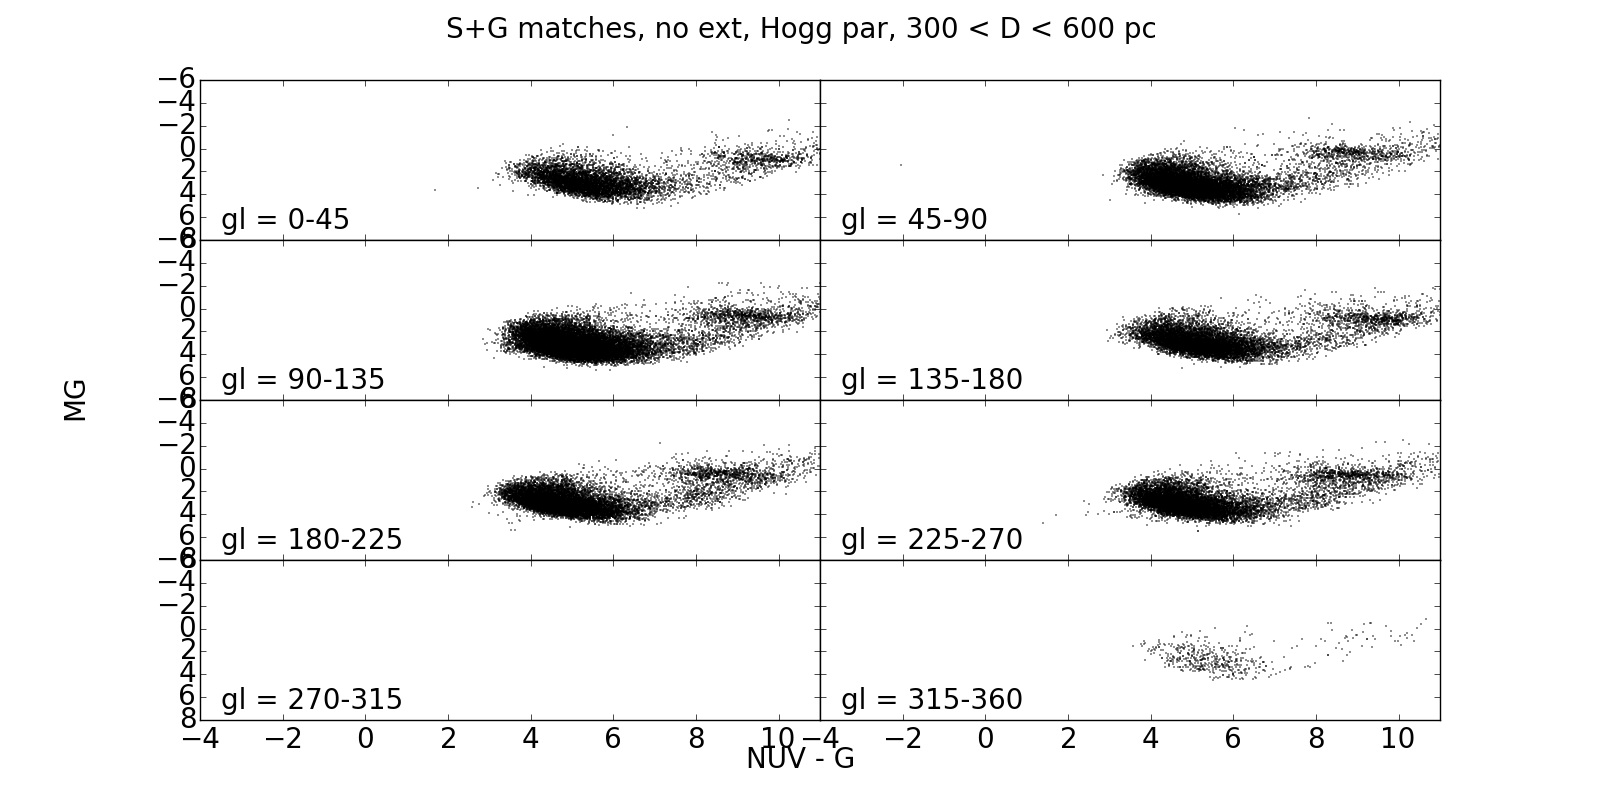 S+G matches, no ext, Hogg par, 300 < D < 600 pc
−6
−4
−2
0
2
4
6
8
gl = 0-45
gl = 45-90
−6
−4
−2
0
2
4
6
8
gl = 90-135
gl = 135-180
MG
−6
−4
−2
0
2
4
6
8
gl = 180-225
gl = 225-270
−6
−4
−2
0
2
4
6
8
gl = 270-315
gl = 315-360
−4 −2 0 2 4 6 8 10 −4 −2 0 2 4 6 8 10
NUV - G